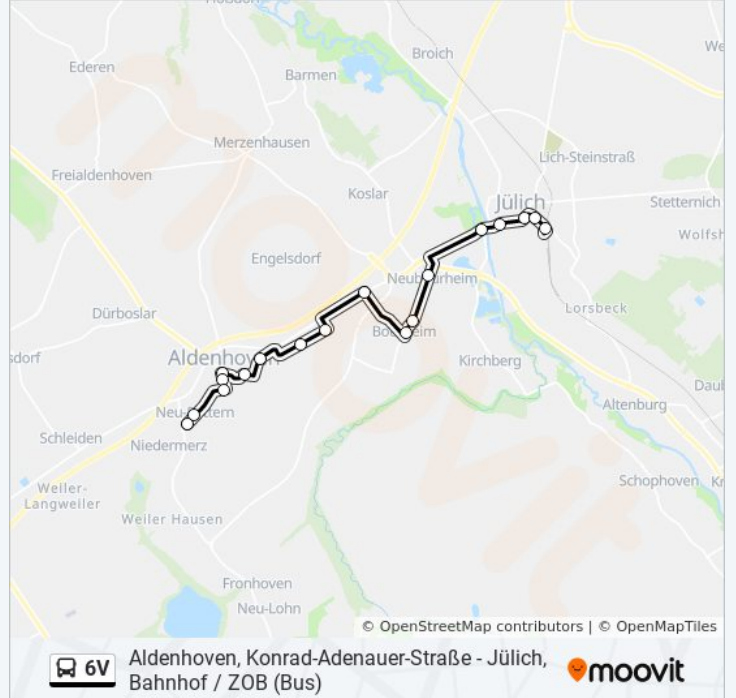 Ederen
Broich
Barmen
Merzenhausen
Lich-Steinstraß
Freialdenhoven
Koslar
Jülich
Stetternich
Engelsdorf
Neubourheim
Dürboslar
Lorsbeck
Aldenhoven
Kirchberg
Altenburg
Schleiden
Niedermerz
Schophoven
Weiler-
Langweiler
Weiler Hausen
Fronhoven
Neu-Lohn
© OpenStreetMap contributors | © OpenMapTiles
6V
Aldenhoven, Konrad-Adenauer-Straße - Jülich,
Bahnhof / ZOB (Bus)
moovit